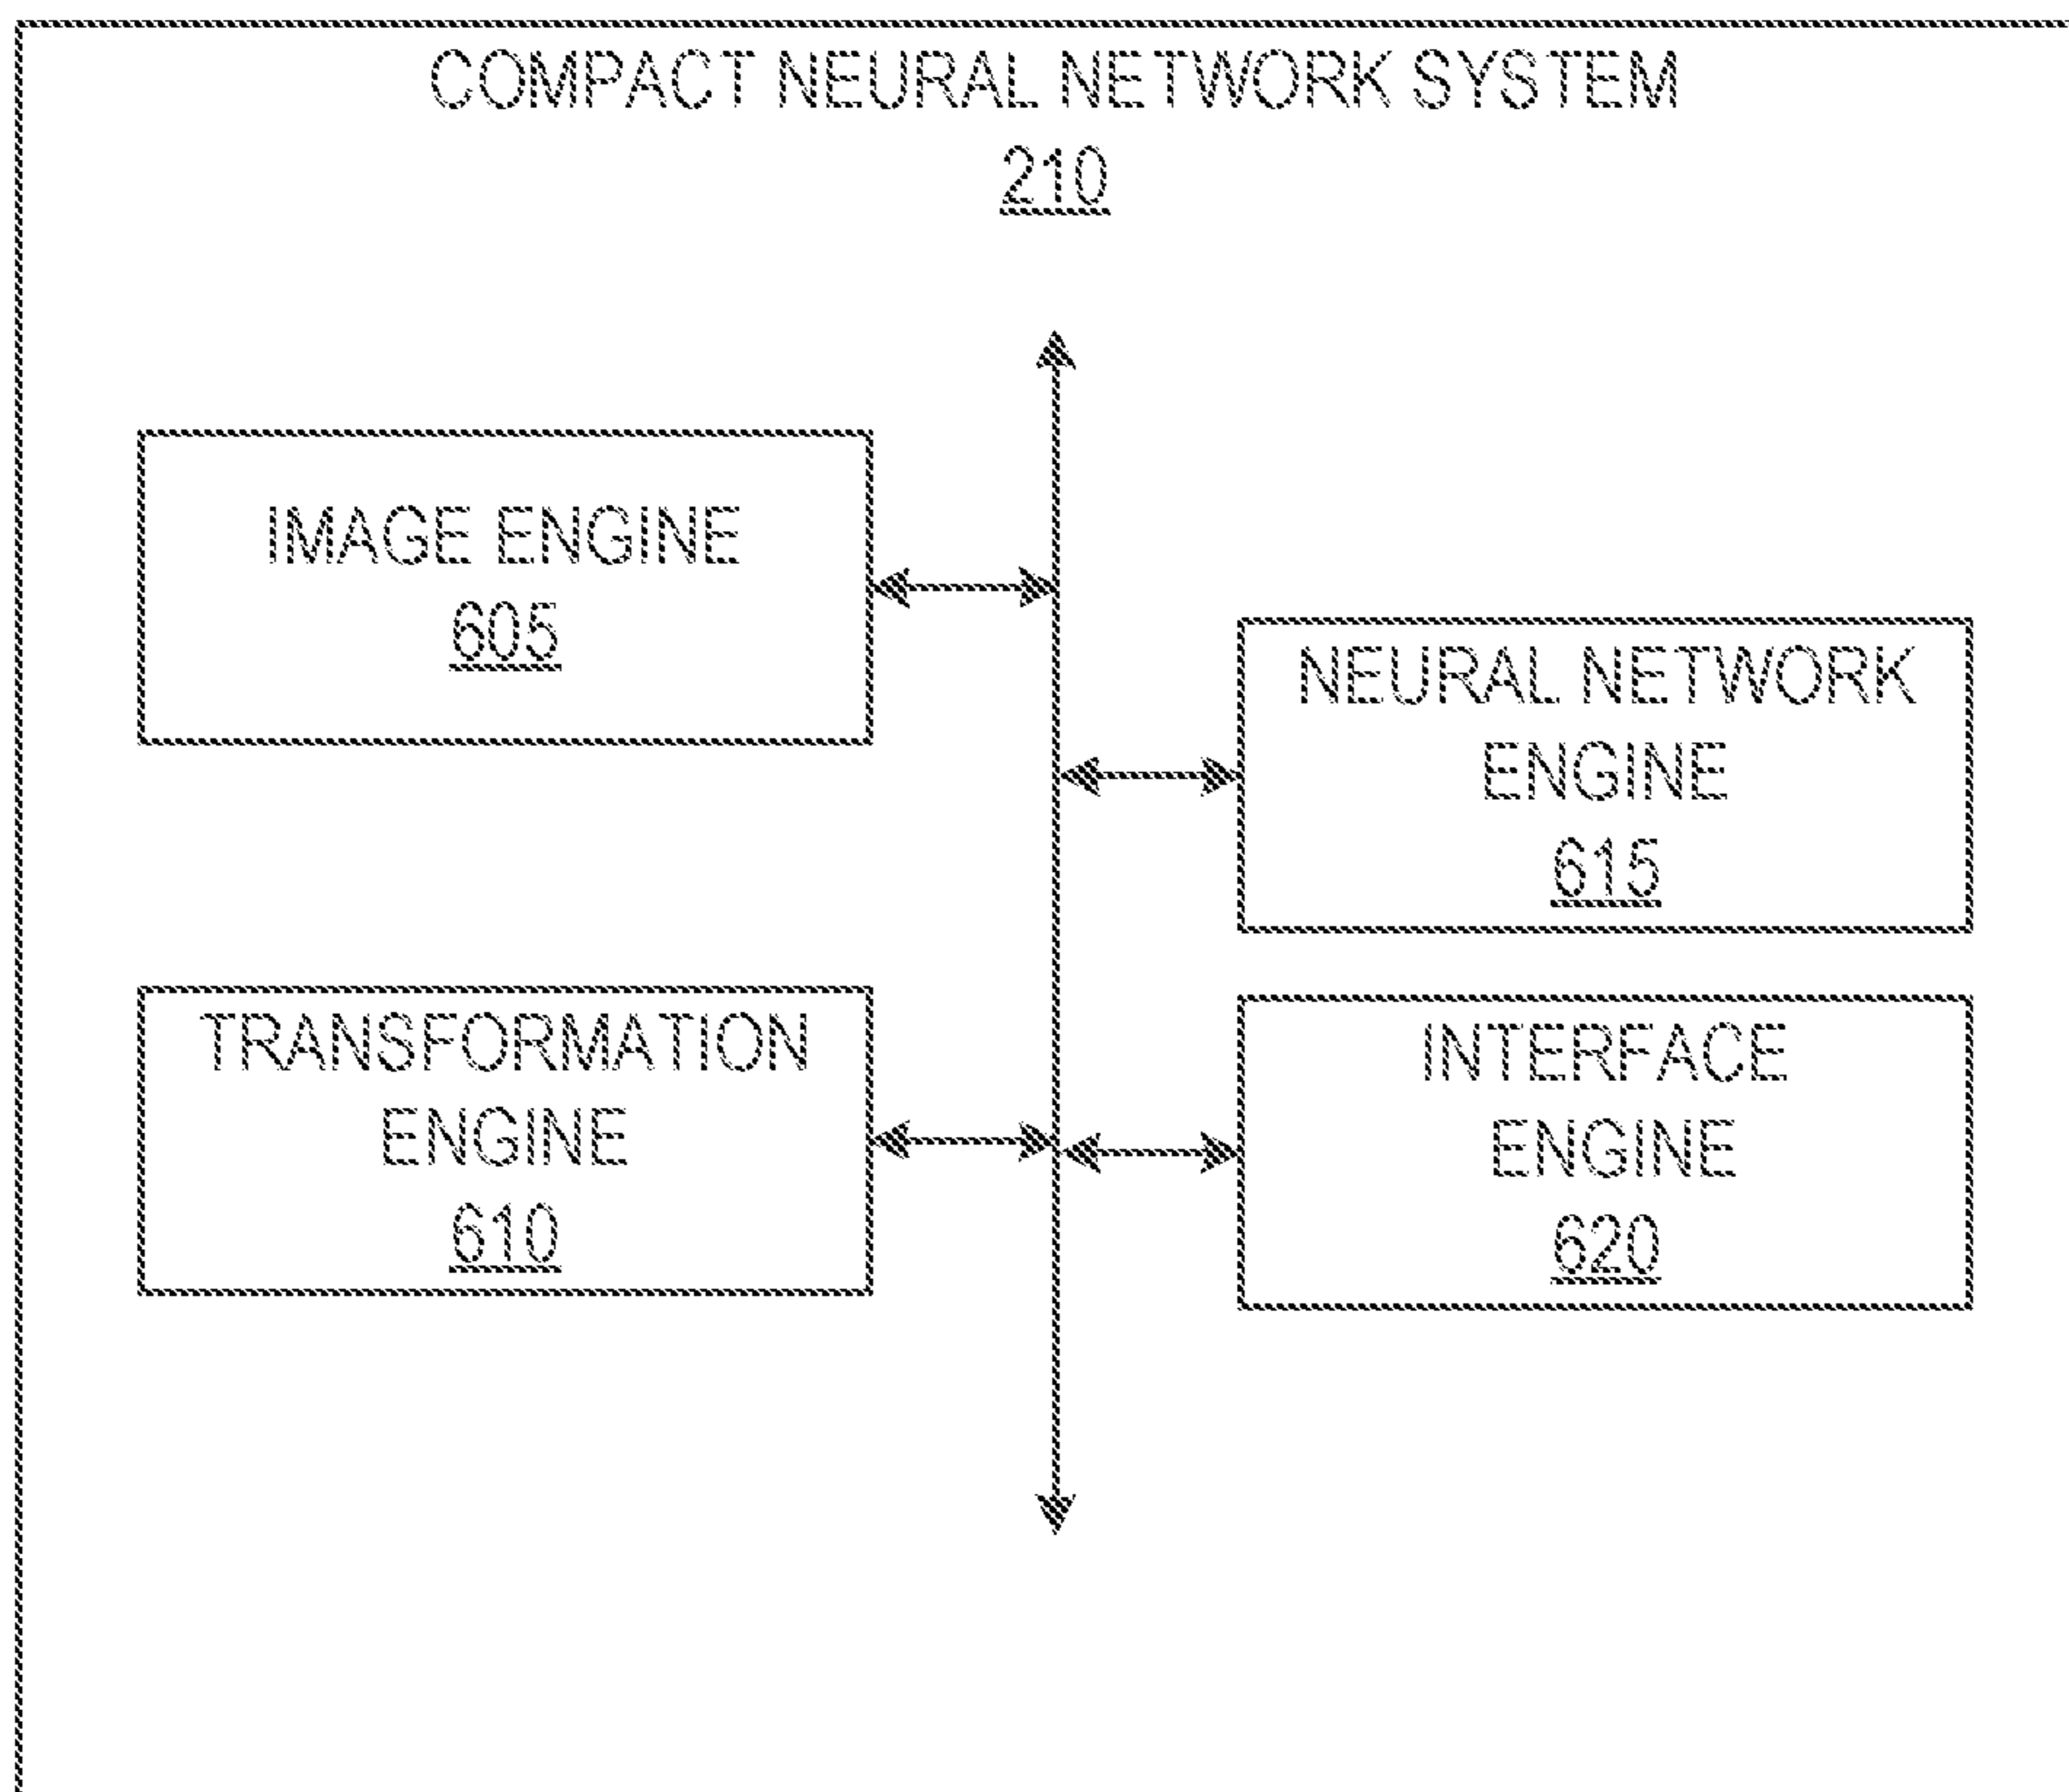 COMPACT NEURAL NETWORK SYSTEM
210
IMAGE ENGINE
605
NEURAL NETWORK
ENGINE
615
TRANSFORMATION
ENGINE
610
INTERFACE
ENGINE
620